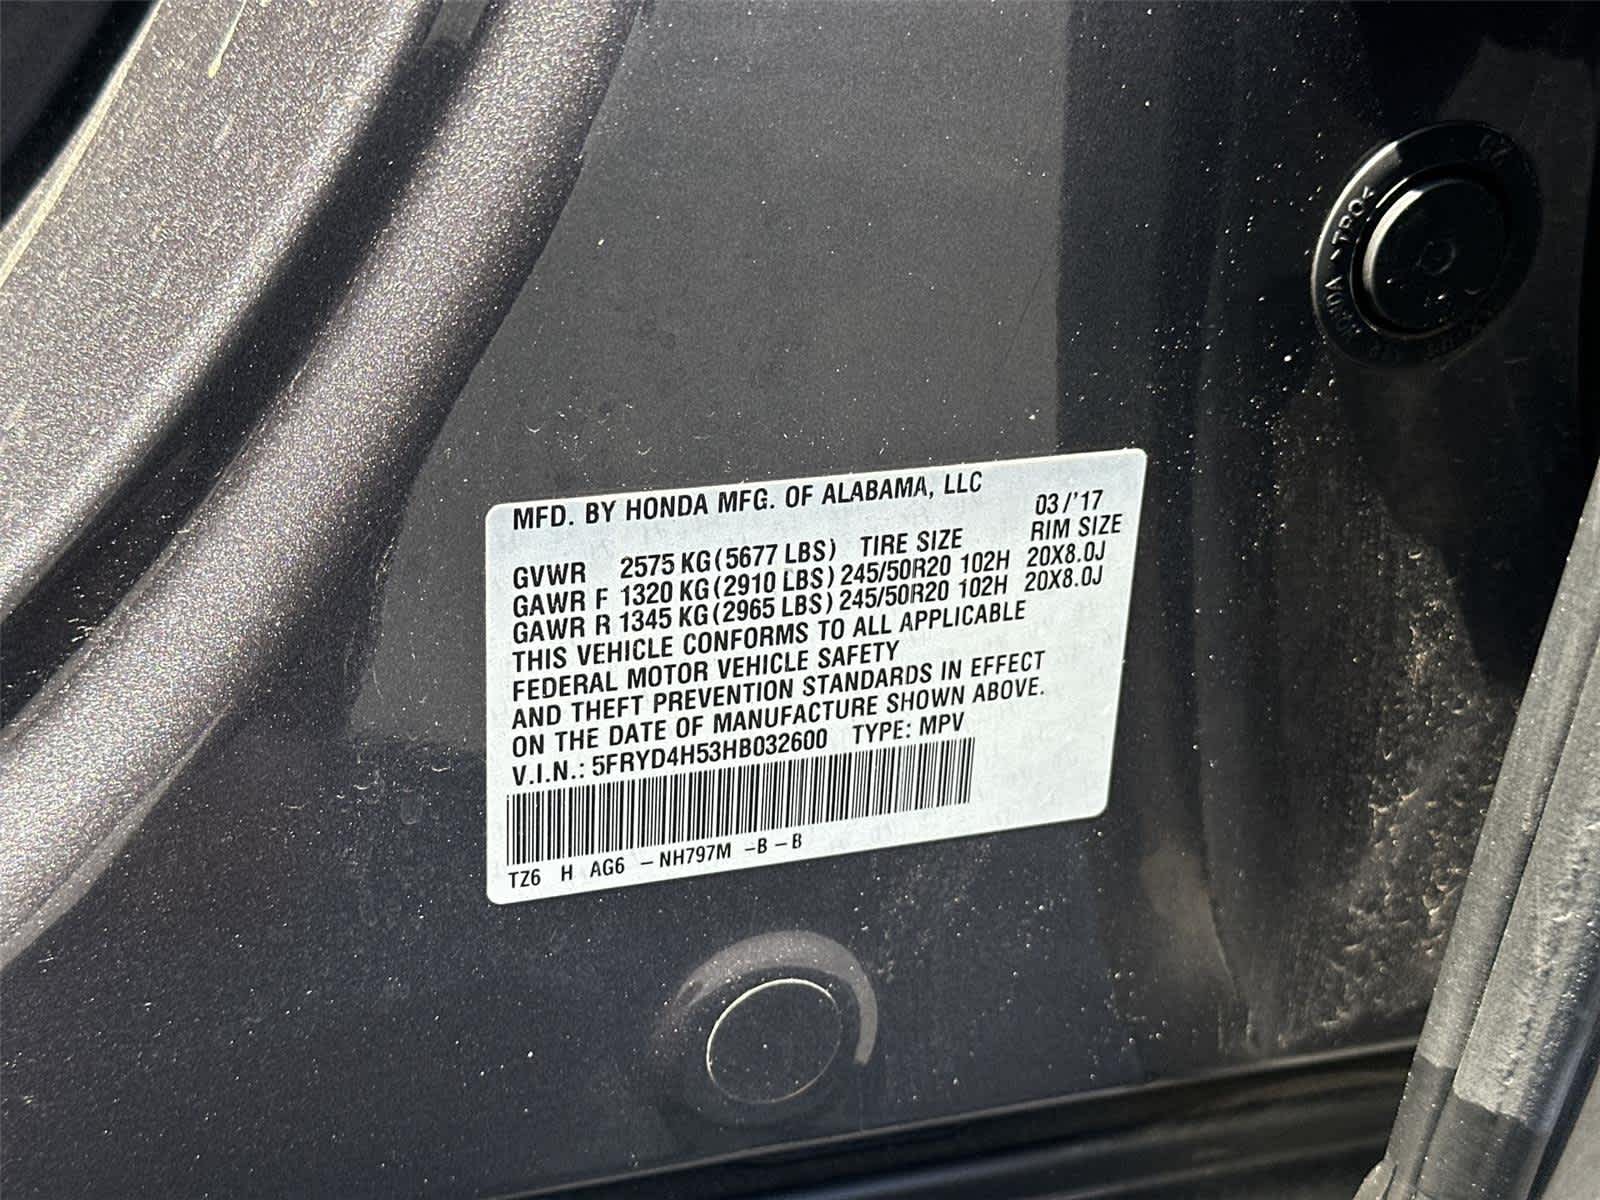 MFD. BY HONDA MFG. OF ALABAMA, LLC 03/'17
GVWR 2575 KG(5677 LBS) TIRE SIZE RIM SIZE
GAWR F 1320 KG(2910 LBS) 245/50R20 102H 20X8.0J
GAWR R 1345 KG(2965 LBS) 245/50R20 102H 20X8.0J
THIS VEHICLE CONFORMS TO ALL APPLICABLE
FEDERAL MOTOR VEHICLE SAFETY
AND THEFT PREVENTION STANDARDS IN EFFECT
ON THE DATE OF MANUFACTURE SHOWN ABOVE.
V.I.N.: 5FRYD4H53HB032600 TYPE: MPV
TZ6 H AG6 -NH797M -B-B
HONDA >TPO<